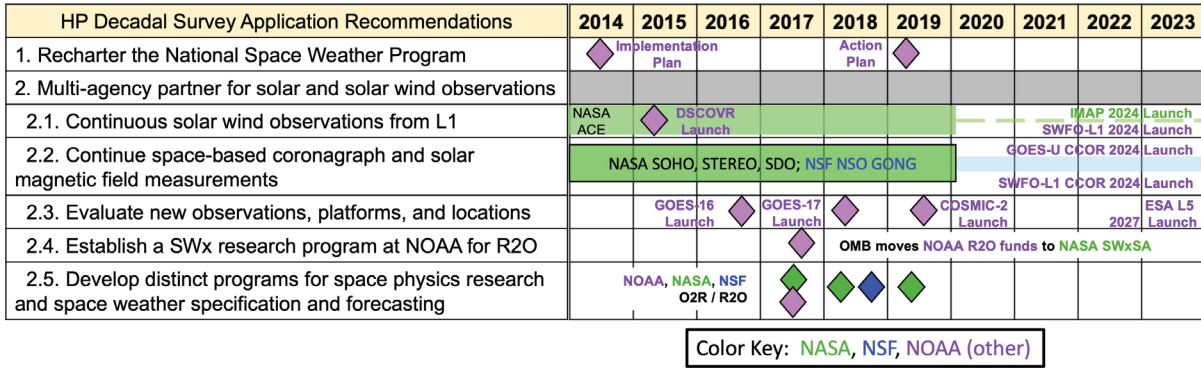 HP Decadal Survey Application Recommendations 2014 2015 2016 2017 2018 2019 2020 2021 2022 2023
1. Recharter the National Space Weather Program
Implementation
Plan
Action
Plan
2. Multi-agency partner for solar and solar wind observations
2.1. Continuous solar wind observations from L1
NASA
ACE
DSCOVR
Launch
IMAP 2024 Launch
SWFO-L1 2024 Launch
2.2. Continue space-based coronagraph and solar
magnetic field measurements
NASA SOHO, STEREO, SDO; NSF NSO GONG
GOES-U CCOR 2024 Launch
SWFO-L1 CCOR 2024 Launch
2.3. Evaluate new observations, platforms, and locations
GOES-16
Launch
GOES-17
Launch
COSMIC-2
Launch
ESA L5
2027 Launch
2.4. Establish a SWx research program at NOAA for R2O
OMB moves NOAA R2O funds to NASA SWxSA
2.5. Develop distinct programs for space physics research
and space weather specification and forecasting
NOAA, NASA, NSF
O2R / R2O
Color Key: NASA, NSF, NOAA (other)